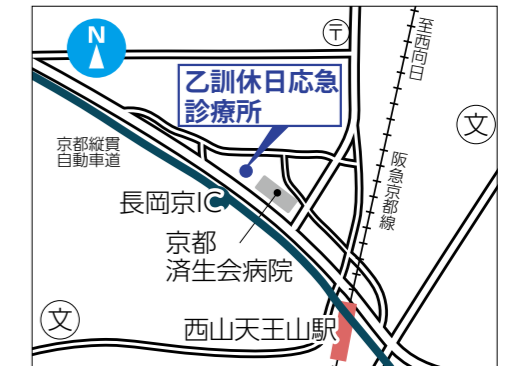 N
〒
至西向日
乙訓休日応急
診療所
文
京都縦貫
自動車道
阪急京都線
長岡京IC
京都
済生会病院
文
西山天王山駅